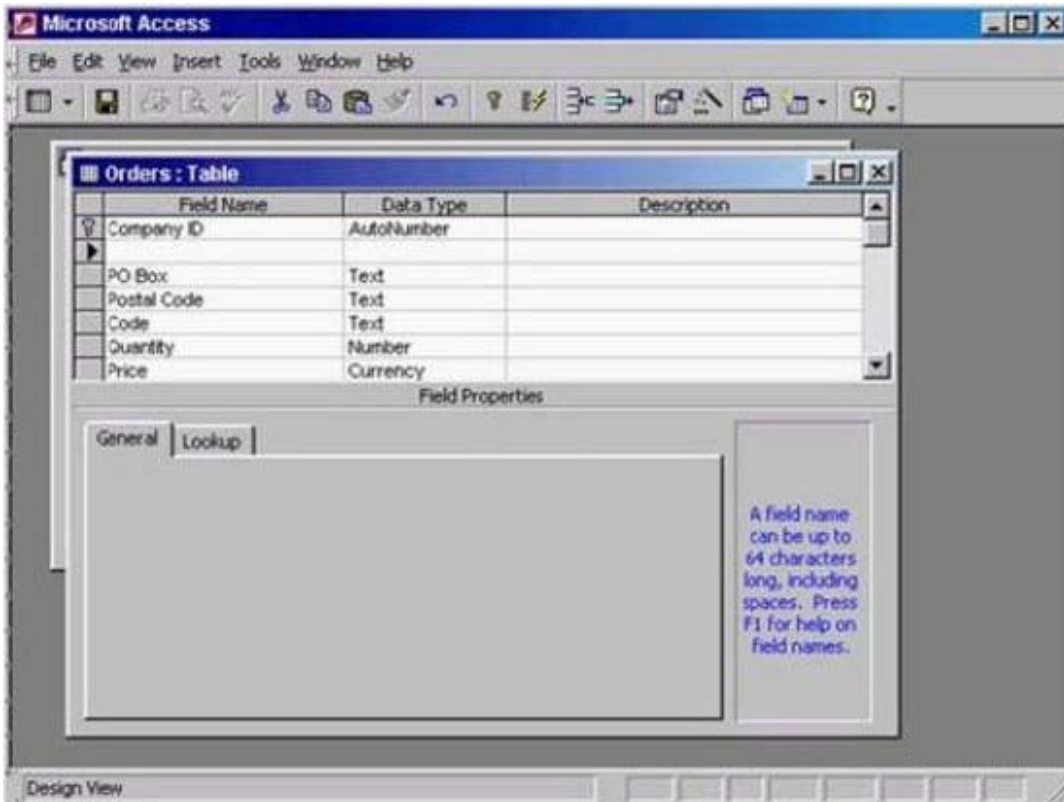 Microsoft Access
File Edit View Insert Tools Window Help
Orders : Table
Field Name Data Type Description
Company ID AutoNumber
PO Box Text
Postal Code Text
Code Text
Quantity Number
Price Currency
Field Properties
General Lookup
A field name
can be up to
64 characters
long, including
spaces. Press
F1 for help on
field names.
Design View